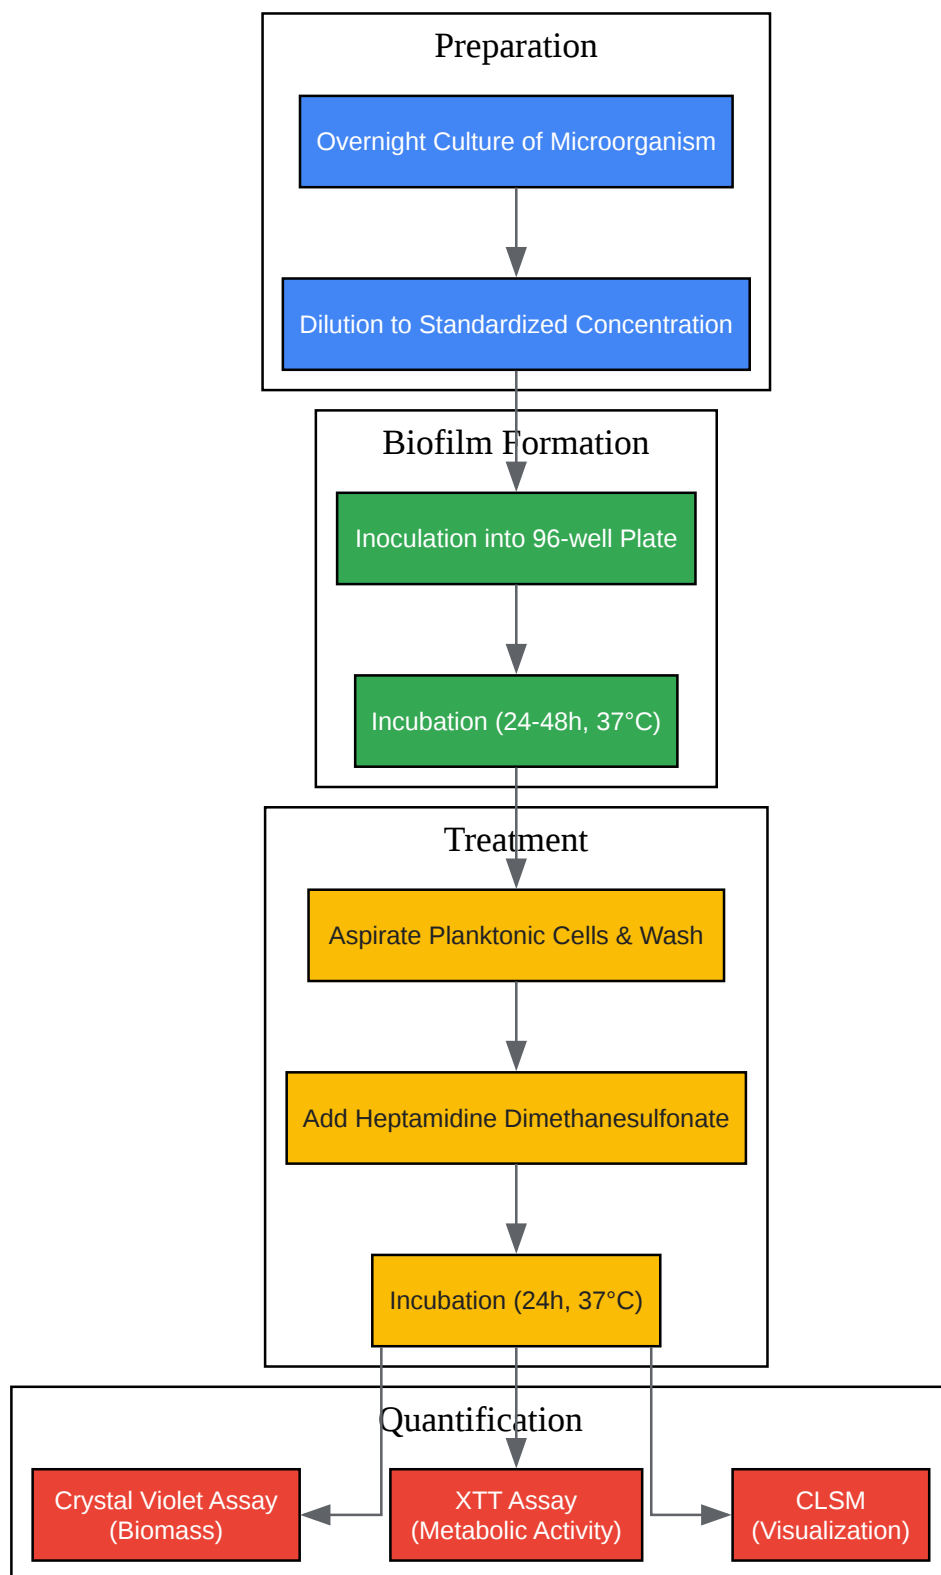 Preparation
Overnight Culture of Microorganism
Dilution to Standardized Concentration
Biofilm Formation
Inoculation into 96-well Plate
Incubation (24-48h, 37°C)
Treatment
Aspirate Planktonic Cells & Wash
Add Heptamidine Dimethanesulfonate
Incubation (24h, 37°C)
Quantification
Crystal Violet Assay
(Biomass)
XTT Assay
(Metabolic Activity)
CLSM
(Visualization)